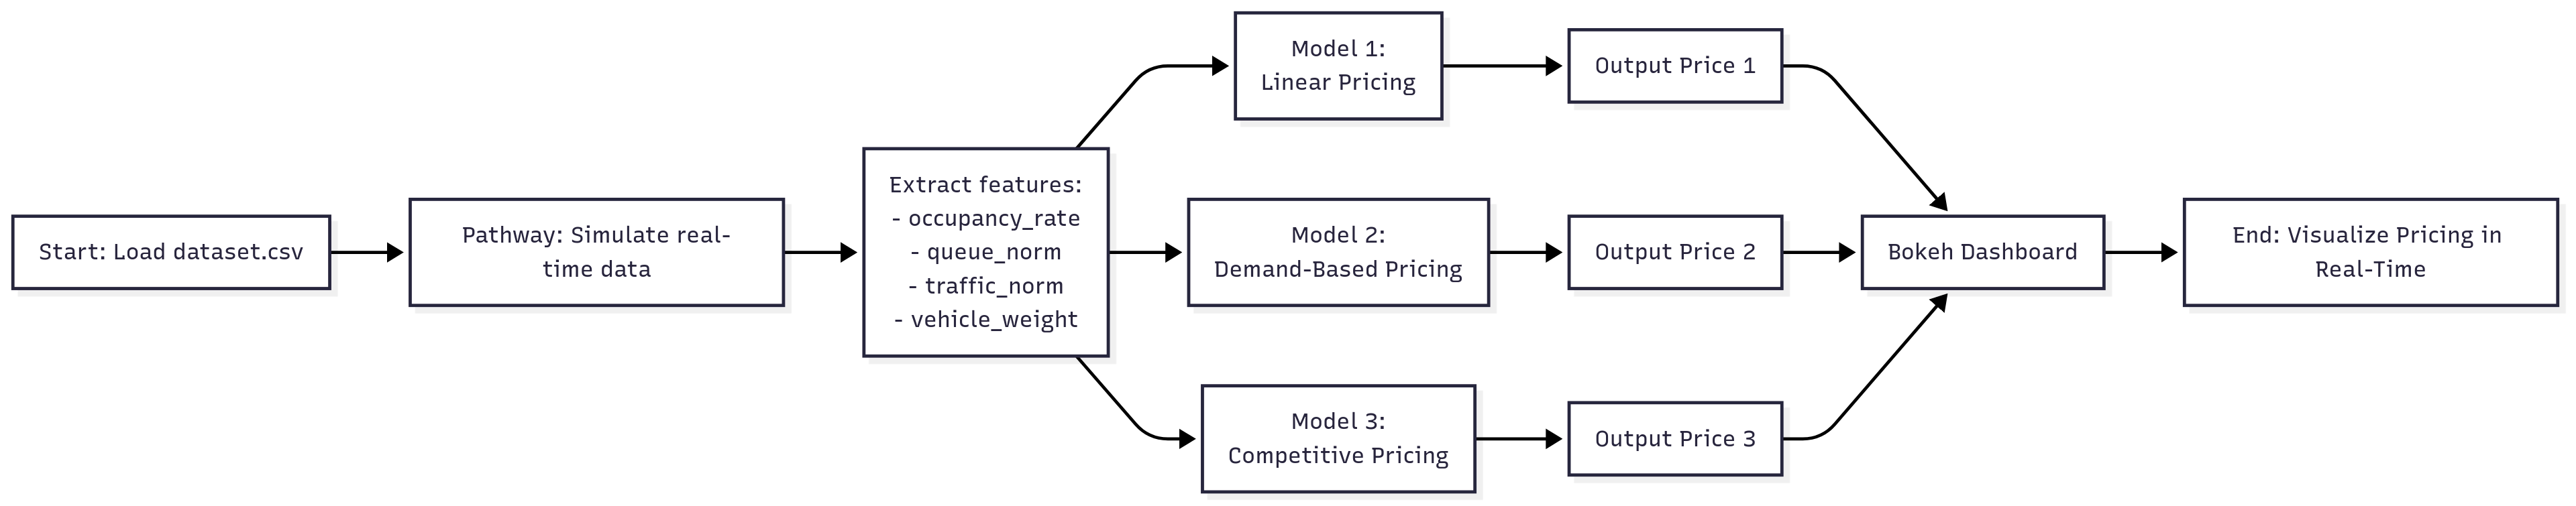 Start: Load dataset.csv
Pathway: Simulate real-
time data
Extract features:
- occupancy_rate
- queue_norm
- traffic_norm
- vehicle_weight
Model 1:
Linear Pricing
Output Price 1
Model 2:
Demand-Based Pricing
Output Price 2
Model 3:
Competitive Pricing
Output Price 3
Bokeh Dashboard
End: Visualize Pricing in
Real-Time